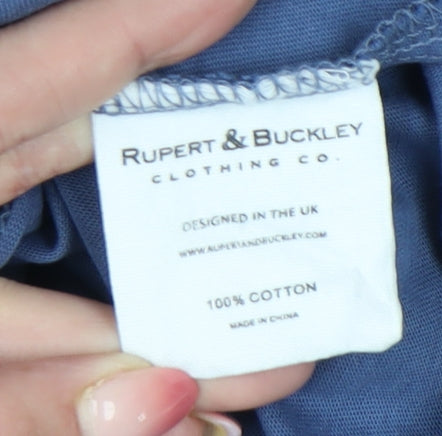 RUPERT & BUCKLEY
CLOTHING CO.
DESIGNED IN THE UK
WWW.RUPERTANDBUCKLEY.COM
100% COTTON
MADE IN CHINA